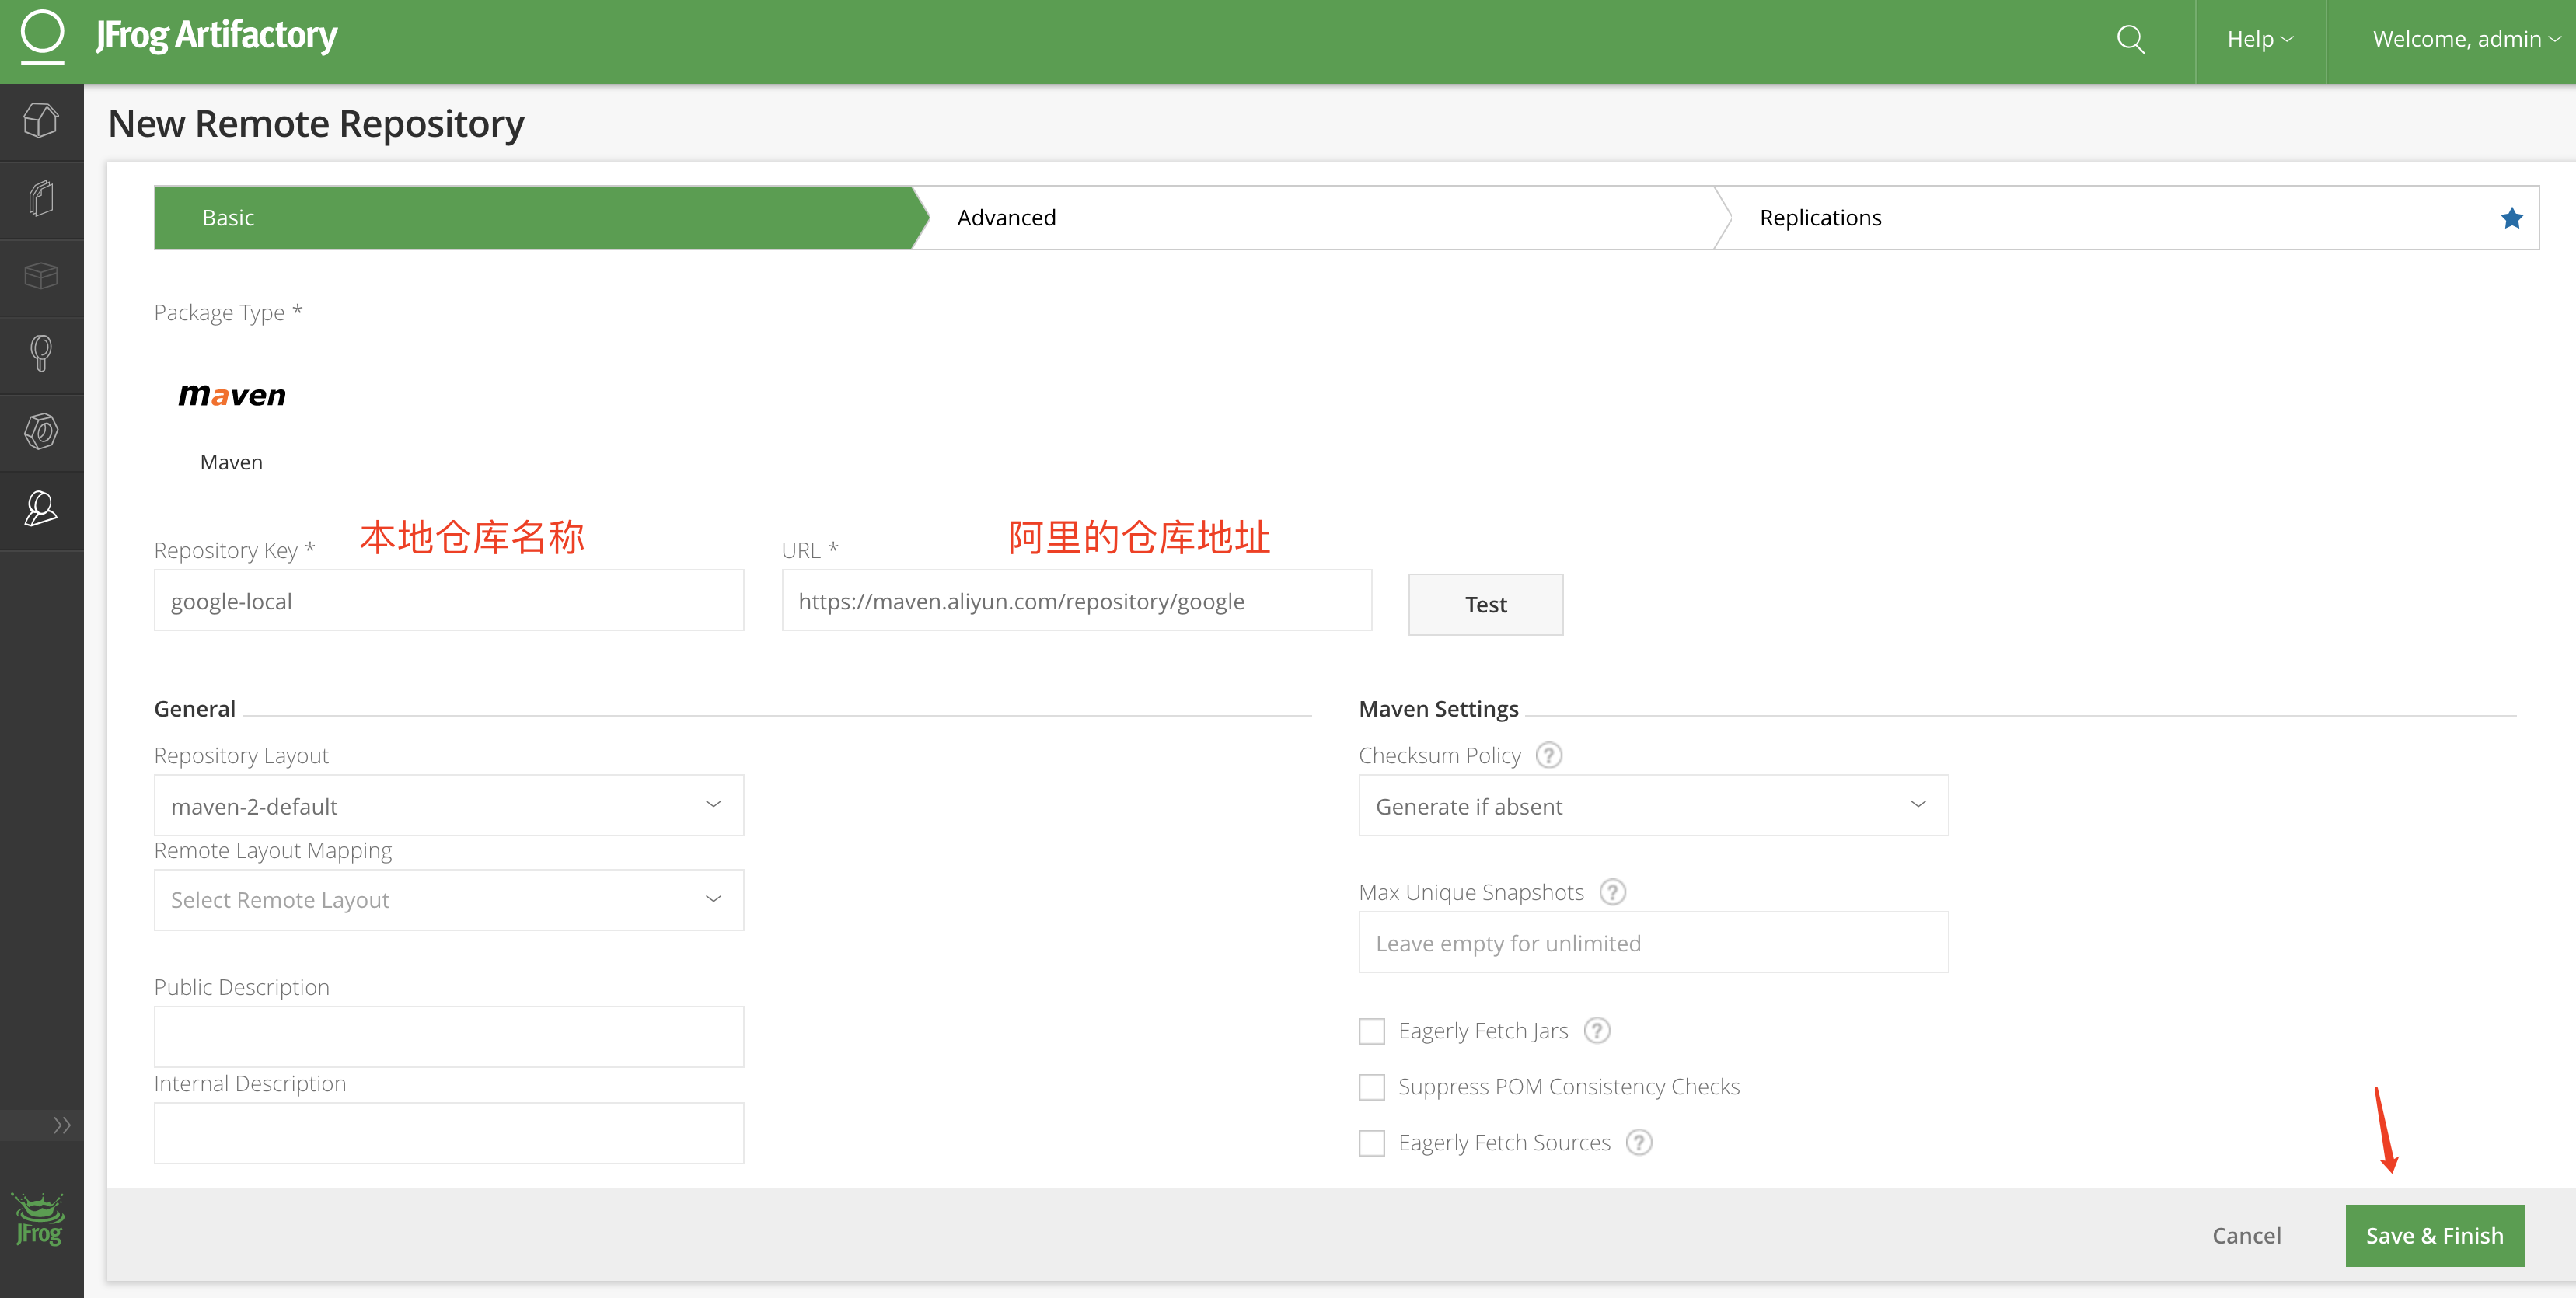 JFrog Artifactory
Help
Welcome, admin
New Remote Repository
Basic
Advanced
Replications
Package Type *
maven
Maven
Repository Key *
本地仓库名称
URL *
阿里的仓库地址
google-local
https://maven.aliyun.com/repository/google
Test
General
Maven Settings
Repository Layout
Checksum Policy ?
maven-2-default
Generate if absent
Remote Layout Mapping
Select Remote Layout
Max Unique Snapshots ?
Leave empty for unlimited
Public Description
Eagerly Fetch Jars ?
Internal Description
Suppress POM Consistency Checks
Eagerly Fetch Sources ?
JFrog
Cancel
Save & Finish